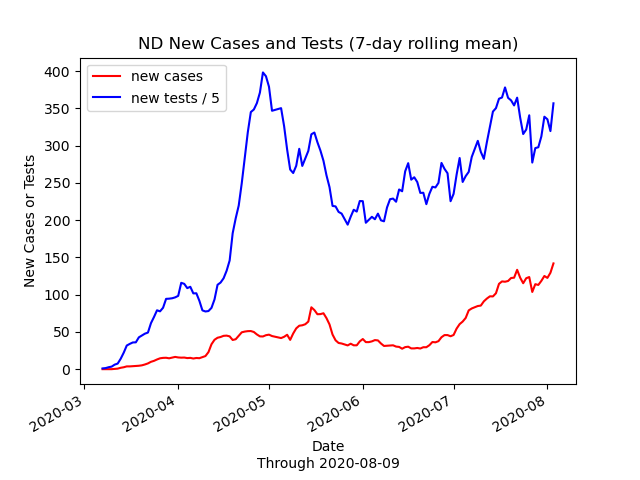 ND New Cases and Tests (7-day rolling mean)
new cases
new tests / 5
New Cases or Tests
400
350
300
250
200
150
100
50
0
2020-03
2020-04
2020-05
2020-06
2020-07
2020-08
Date
Through 2020-08-09